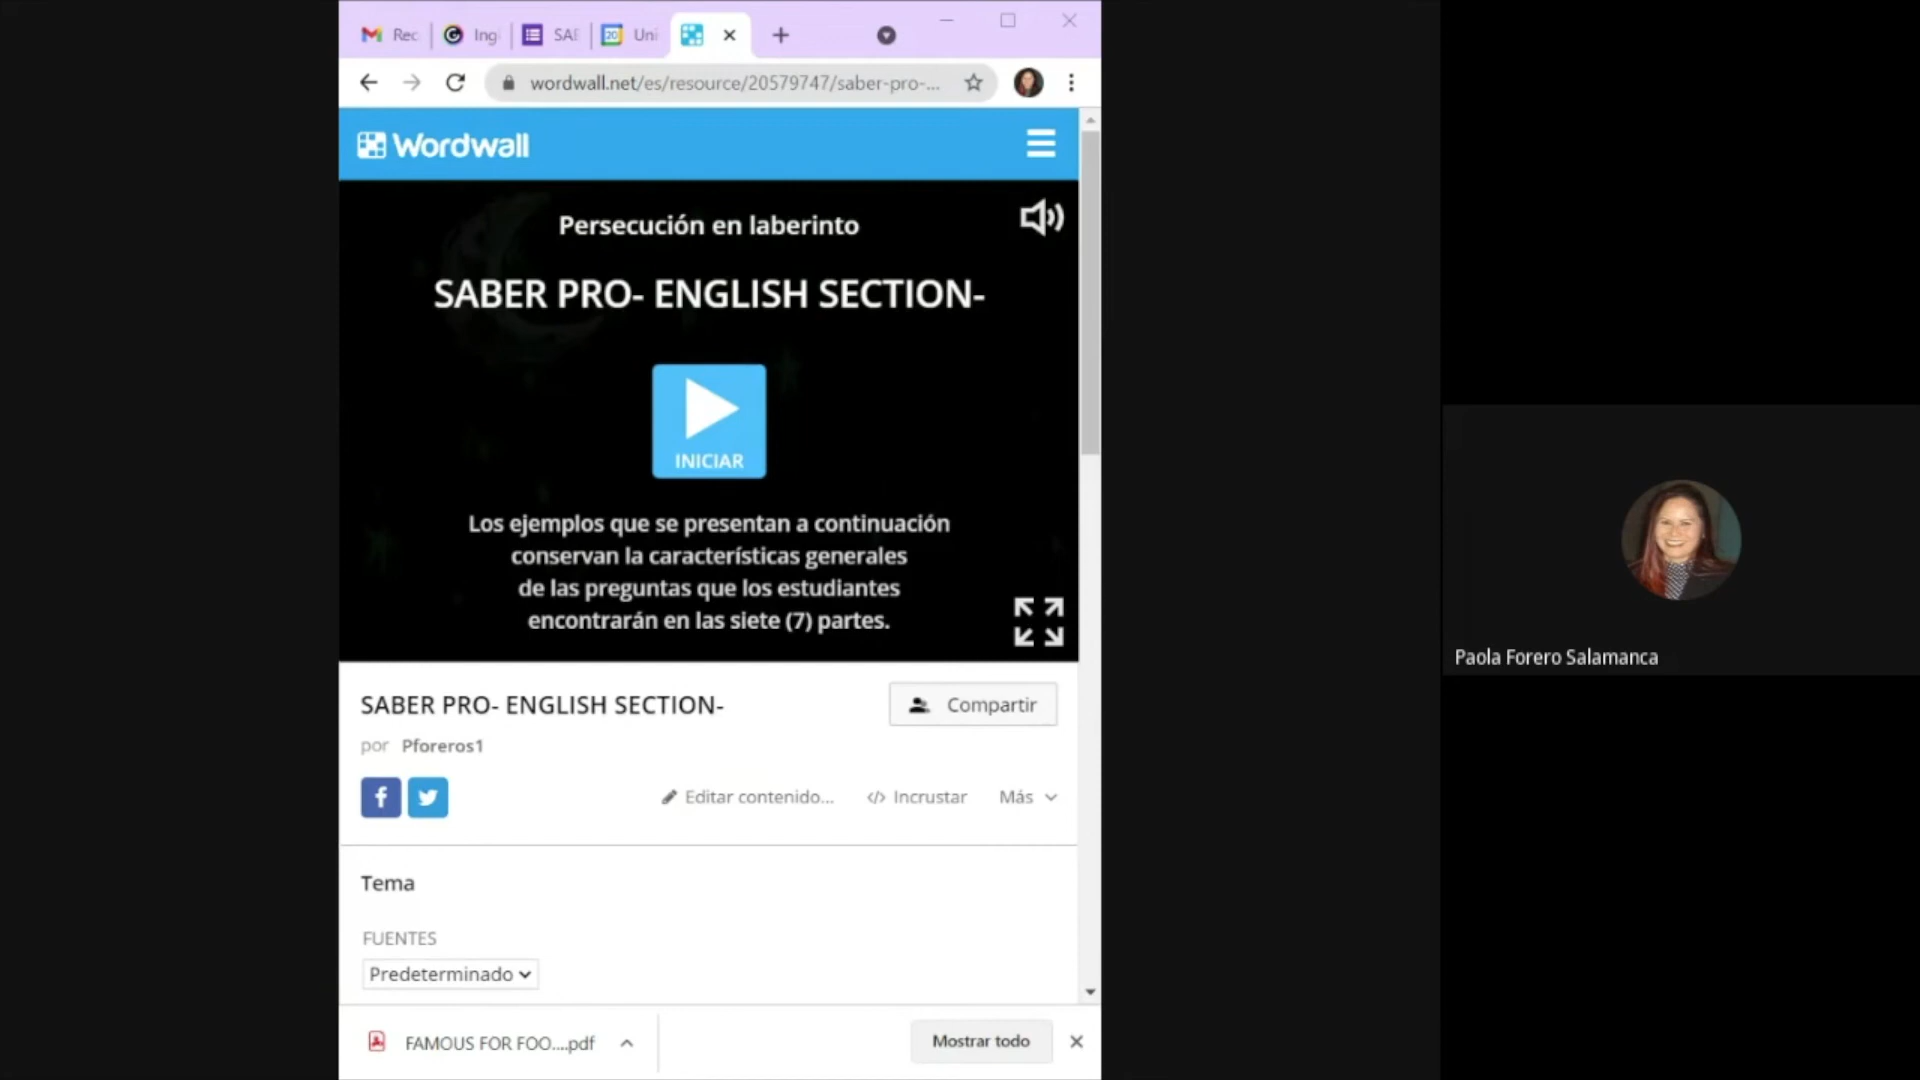 Rec
Ing
SAE
Uni
wordwall.net/es/resource/20579747/saber-pro-...
Wordwall
Persecución en laberinto
SABER PRO- ENGLISH SECTION-
INICIAR
Los ejemplos que se presentan a continuación
conservan la características generales
de las preguntas que los estudiantes
encontrarán en las siete (7) partes.
SABER PRO- ENGLISH SECTION-
Compartir
por Pforeros1
Editar contenido...
Incrustar
Más
Tema
FUENTES
Predeterminado
FAMOUS FOR FOO....pdf
Mostrar todo
Paola Forero Salamanca